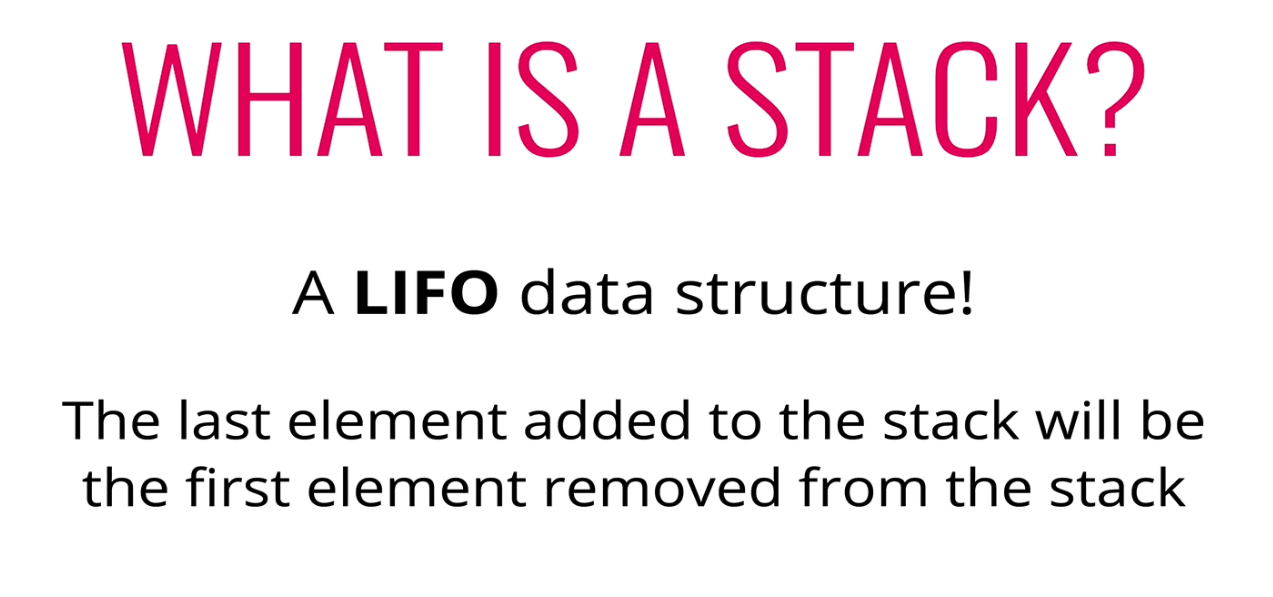 WHAT IS A STACK?
A LIFO data structure!
The last element added to the stack will be
the first element removed from the stack